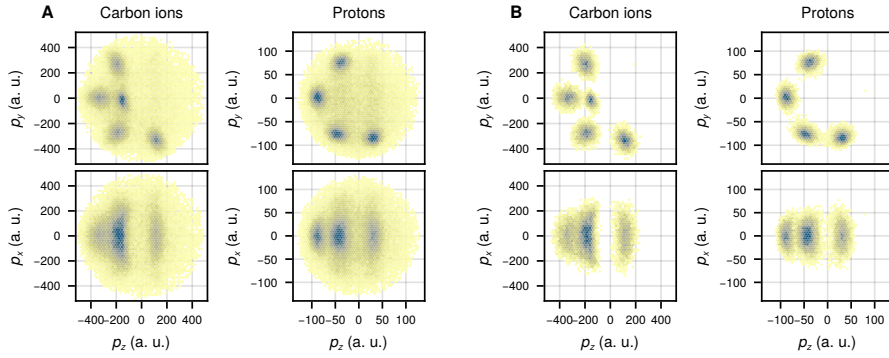 A Carbon ions Protons B Carbon ions Protons
400 200 0 −200 −400
p_y (a. u.)
100 50 0 −50 −100
p_y (a. u.)
400 200 0 −200 −400
p_y (a. u.)
100 50 0 −50 −100
p_y (a. u.)
400 200 0 −200 −400
p_x (a. u.)
100 50 0 −50 −100
p_x (a. u.)
400 200 0 −200 −400
p_x (a. u.)
100 50 0 −50 −100
p_x (a. u.)
−400 −200 0 200 400 −100 −50 0 50 100 −400 −200 0 200 400 −100 −50 0 50 100
p_z (a. u.) p_z (a. u.) p_z (a. u.) p_z (a. u.)